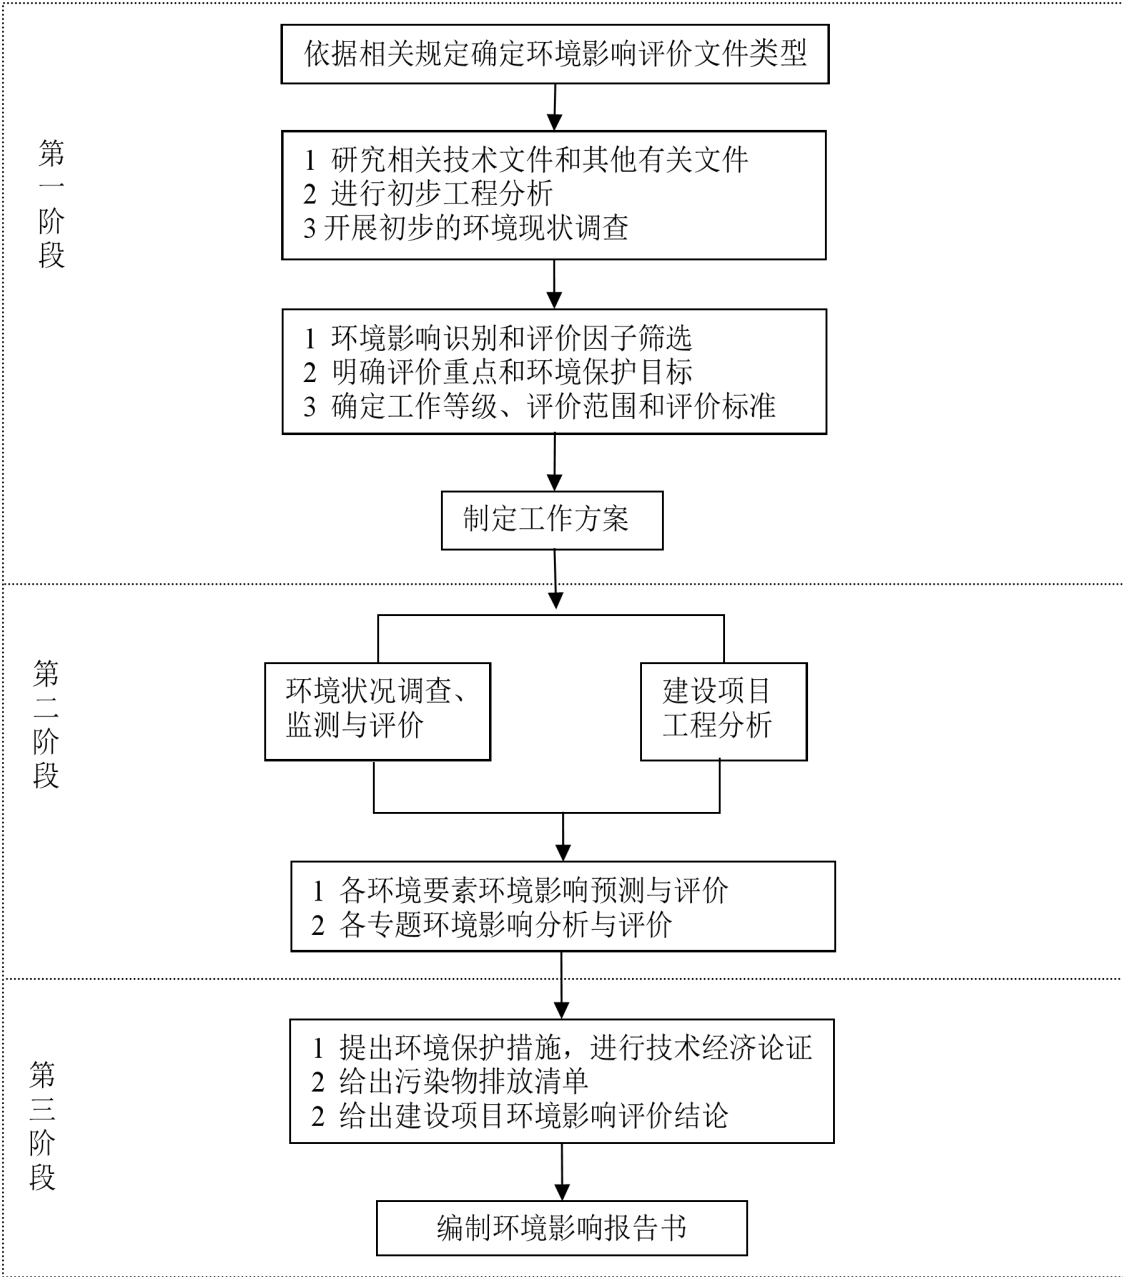 依据相关规定确定环境影响评价文件类型
第一阶段
1 研究相关技术文件和其他有关文件
2 进行初步工程分析
3开展初步的环境现状调查
1 环境影响识别和评价因子筛选
2 明确评价重点和环境保护目标
3 确定工作等级、评价范围和评价标准
制定工作方案
第二阶段
环境状况调查、
监测与评价
建设项目
工程分析
1 各环境要素环境影响预测与评价
2 各专题环境影响分析与评价
第三阶段
1 提出环境保护措施，进行技术经济论证
2 给出污染物排放清单
2 给出建设项目环境影响评价结论
编制环境影响报告书